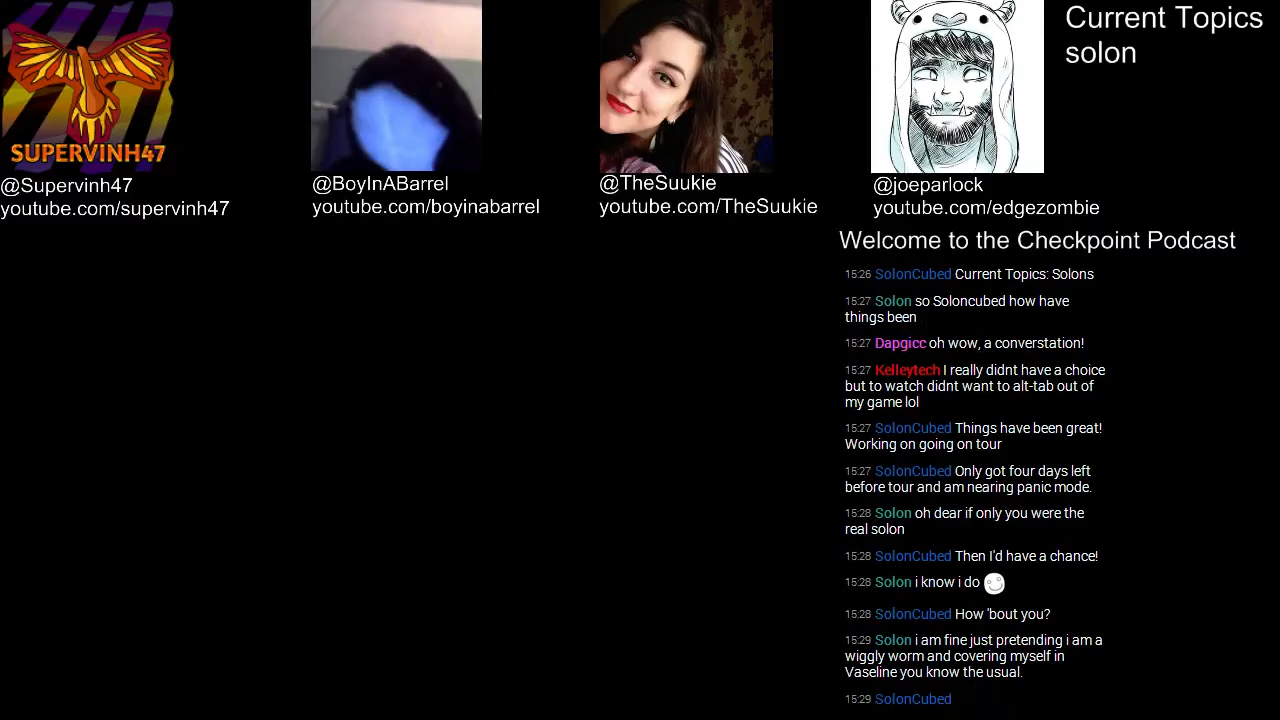 Current Topics
solon
SUPERVINH47
@Supervinh47
youtube.com/supervinh47
@BoyInABarrel
youtube.com/boyinabarrel
@TheSuukie
youtube.com/TheSuukie
@joeparlock
youtube.com/edgezombie
Welcome to the Checkpoint Podcast
15:26 SolonCubed Current Topics: Solons
15:27 Solon so Soloncubed how have
things been
15:27 Dapgicc oh wow, a converstation!
15:27 Kelleytech I really didnt have a choice
but to watch didnt want to alt-tab out of
my game lol
15:27 SolonCubed Things have been great!
Working on going on tour
15:27 SolonCubed Only got four days left
before tour and am nearing panic mode.
15:28 Solon oh dear if only you were the
real solon
15:28 SolonCubed Then I'd have a chance!
15:28 Solon i know i do
15:28 SolonCubed How 'bout you?
15:29 Solon i am fine just pretending i am a
wiggly worm and covering myself in
Vaseline you know the usual.
15:29 SolonCubed